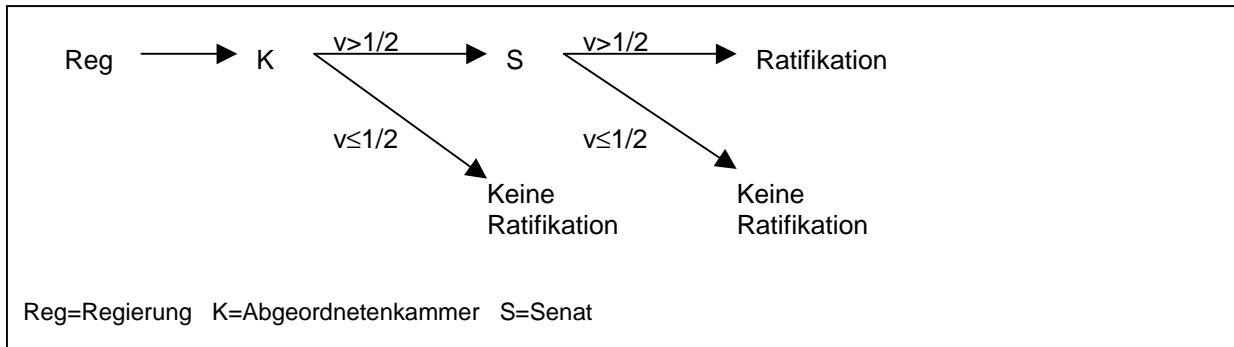 v>1/2 v>1/2
Reg K S Ratifikation
v≤1/2 v≤1/2
Keine Keine
Ratifikation Ratifikation
Reg=Regierung K=Abgeordnetenkammer S=Senat